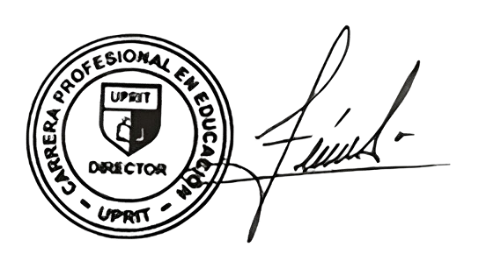 CARRERA PROFESIONAL EN EDUCACIÓN
UPRIT
DIRECTOR
- UPRIT -